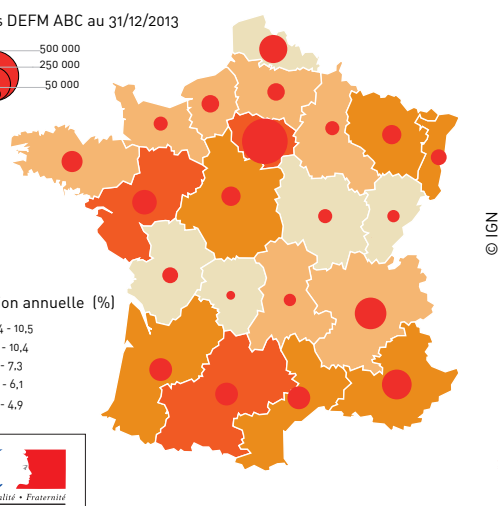 s DEFM ABC au 31/12/2013
500 000
250 000
50 000
© IGN
on annuelle (%)
4 - 10,5
- 10,4
- 7,3
- 6,1
- 4,9
alité • Fraternité